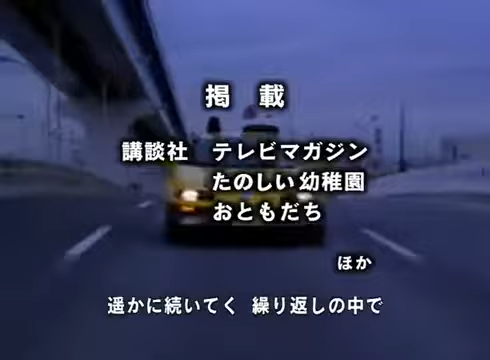 掲　載
講談社　テレビマガジン
たのしい幼稚園
おともだち
ほか
遥かに続いてく　繰り返しの中で